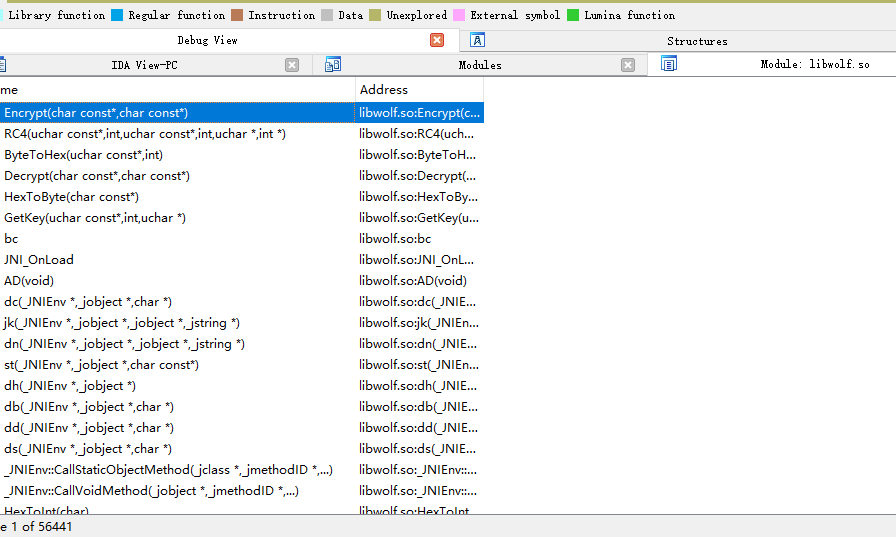 Library function Regular function Instruction Data Unexplored External symbol Lumina function
Debug View Structures
IDA View-PC Modules Module: libwolf.so
me Address
Encrypt(char const*,char const*) libwolf.so:Encrypt(c...
RC4(uchar const*,int,uchar const*,int,uchar *,int *) libwolf.so:RC4(uch...
ByteToHex(uchar const*,int) libwolf.so:ByteToH...
Decrypt(char const*,char const*) libwolf.so:Decrypt(...
HexToByte(char const*) libwolf.so:HexToBy...
GetKey(uchar const*,int,uchar *) libwolf.so:GetKey(u...
bc libwolf.so:bc
JNI_OnLoad libwolf.so:JNI_OnL...
AD(void) libwolf.so:AD(void)
dc(_JNIEnv *,_jobject *,char *) libwolf.so:dc(_JNIE...
jk(_JNIEnv *,_jobject *,_jobject *,_jstring *) libwolf.so:jk(_JNIEn...
dn(_JNIEnv *,_jobject *,_jobject *,_jstring *) libwolf.so:dn(_JNIE...
st(_JNIEnv *,_jobject *,char const*) libwolf.so:st(_JNIEn...
dh(_JNIEnv *,_jobject *) libwolf.so:dh(_JNIE...
db(_JNIEnv *,_jobject *,char *) libwolf.so:db(_JNIE...
dd(_JNIEnv *,_jobject *,char *) libwolf.so:dd(_JNIE...
ds(_JNIEnv *,_jobject *,char *) libwolf.so:ds(_JNIE...
_JNIEnv::CallStaticObjectMethod(_jclass *,_jmethodID *,...) libwolf.so:_JNIEnv::...
_JNIEnv::CallVoidMethod(_jobject *,_jmethodID *,...) libwolf.so:_JNIEnv::...
HexToInt(char) libwolf.so:HexToInt
e 1 of 56441